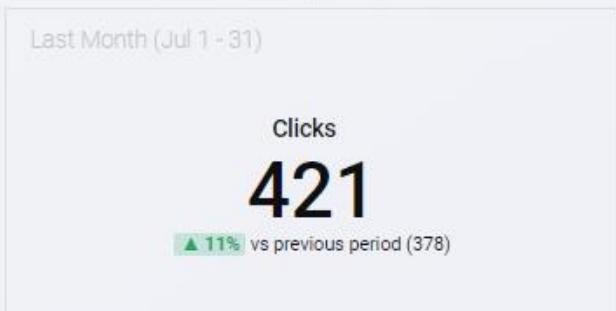 Last Month (Jul 1 - 31)
Clicks
421
▲ 11% vs previous period (378)